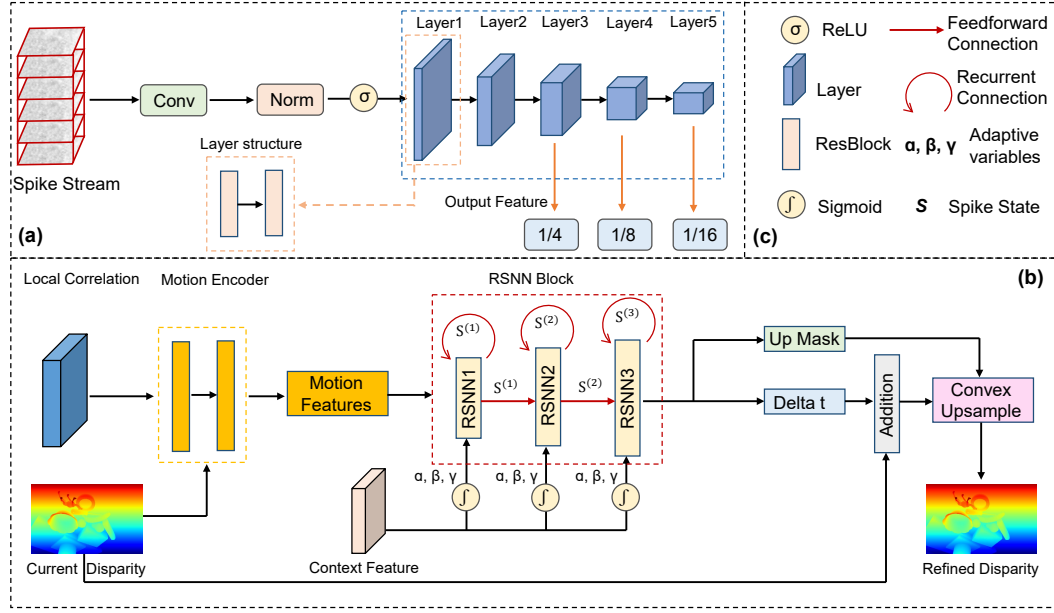 Layer1
Layer2
Layer3
Layer4
Layer5
Conv
Norm
σ
Spike Stream
Layer structure
Output Feature
1/4
1/8
1/16
(a)
σ
ReLU
Feedforward
Connection
Layer
Recurrent
Connection
ResBlock
α, β, γ
Adaptive
variables
∫
Sigmoid
S
Spike State
(c)
(b)
Local Correlation
Motion Encoder
RSNN Block
S(1)
S(2)
S(3)
Motion
Features
RSNN1
S(1)
RSNN2
S(2)
RSNN3
Up Mask
Delta t
Addition
Convex
Upsample
α, β, γ
α, β, γ
α, β, γ
∫
∫
∫
Current Disparity
Context Feature
Refined Disparity